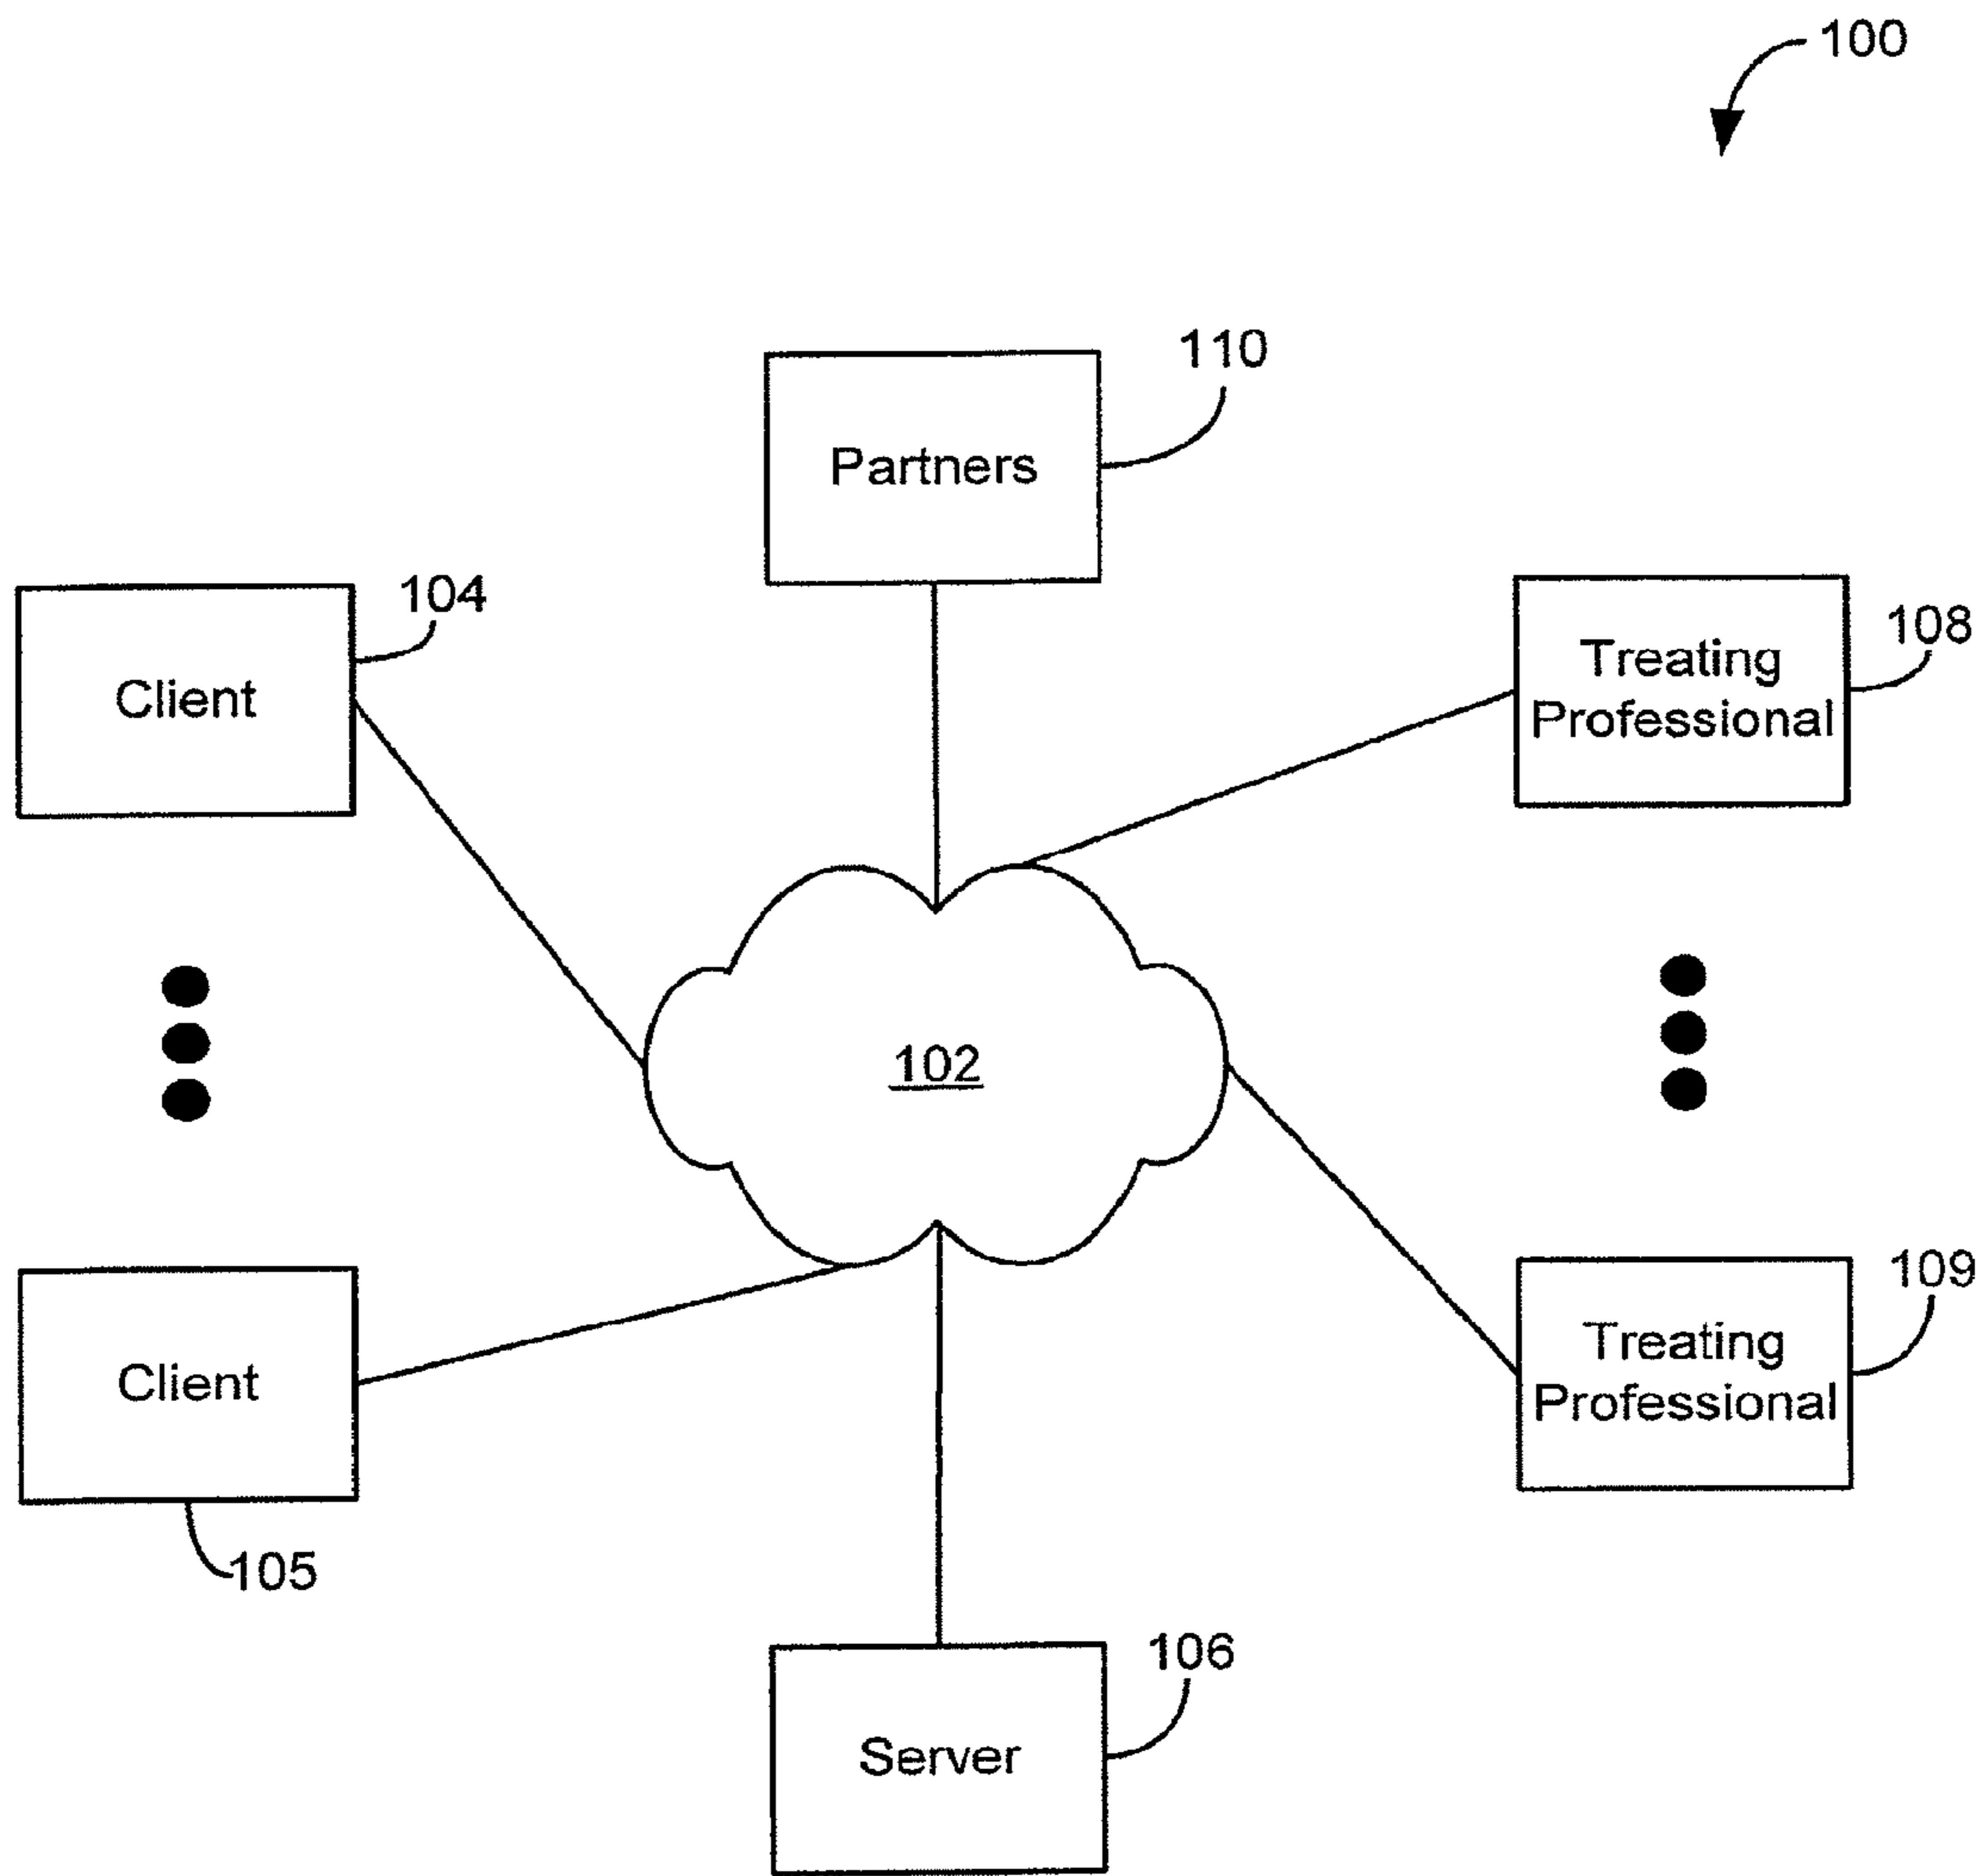 100
110
Partners
104
Client
108
Treating
Professional
102
109
Treating
Professional
Client
105
106
Server